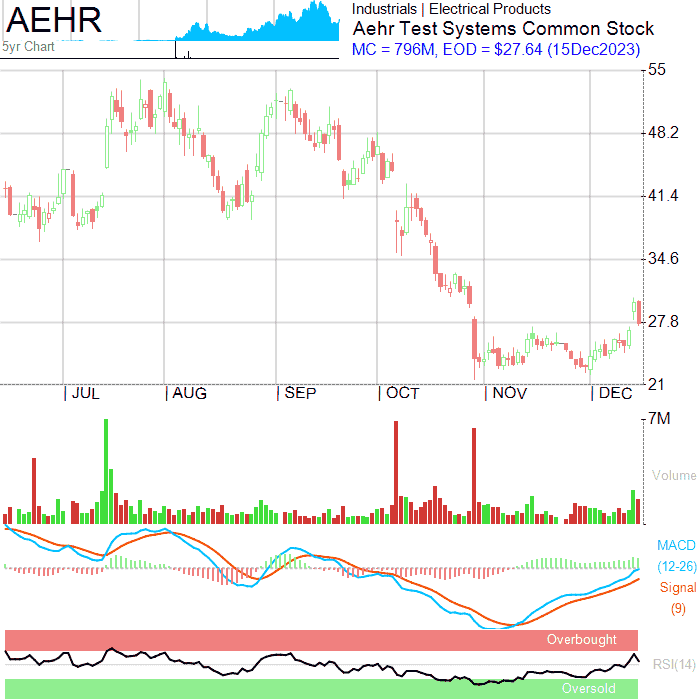 AEHR
5yr Chart
Industrials | Electrical Products
Aehr Test Systems Common Stock
MC = 796M, EOD = $27.64 (15Dec2023)
55
48.2
41.4
34.6
27.8
21
JUL AUG SEP OCT NOV DEC
7M
Volume
MACD
(12-26)
Signal
(9)
Overbought
RSI(14)
Oversold